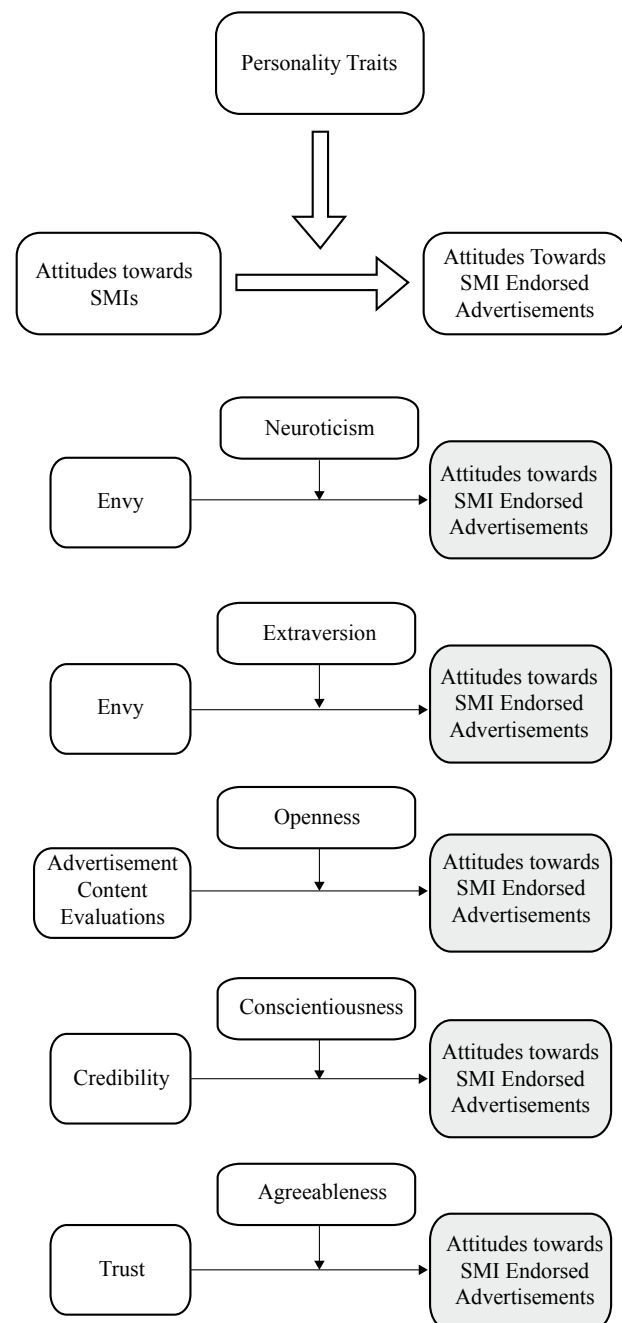 Personality Traits
Attitudes towards
SMIs
Attitudes Towards
SMI Endorsed
Advertisements
Neuroticism
Envy
Attitudes towards
SMI Endorsed
Advertisements
Extraversion
Envy
Attitudes towards
SMI Endorsed
Advertisements
Openness
Advertisement
Content
Evaluations
Attitudes towards
SMI Endorsed
Advertisements
Conscientiousness
Credibility
Attitudes towards
SMI Endorsed
Advertisements
Agreeableness
Trust
Attitudes towards
SMI Endorsed
Advertisements